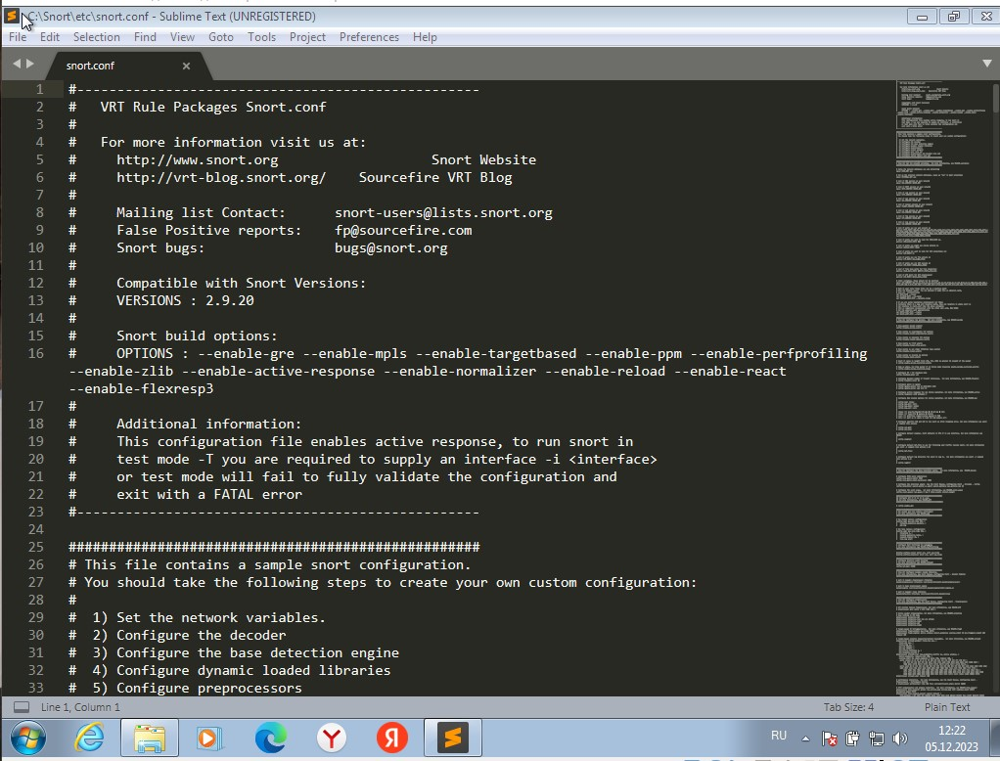 C:\Snort\etc\snort.conf - Sublime Text (UNREGISTERED)
File Edit Selection Find View Goto Tools Project Preferences Help
snort.conf
1 #--------------------------------------------------
2 #   VRT Rule Packages Snort.conf
3 #
4 #   For more information visit us at:
5 #     http://www.snort.org                   Snort Website
6 #     http://vrt-blog.snort.org/    Sourcefire VRT Blog
7 #
8 #     Mailing list Contact:      snort-users@lists.snort.org
9 #     False Positive reports:    fp@sourcefire.com
10 #     Snort bugs:                bugs@snort.org
11 #
12 #     Compatible with Snort Versions:
13 #     VERSIONS : 2.9.20
14 #
15 #     Snort build options:
16 #     OPTIONS : --enable-gre --enable-mpls --enable-targetbased --enable-ppm --enable-perfprofiling
--enable-zlib --enable-active-response --enable-normalizer --enable-reload --enable-react
--enable-flexresp3
17 #
18 #     Additional information:
19 #     This configuration file enables active response, to run snort in
20 #     test mode -T you are required to supply an interface -i <interface>
21 #     or test mode will fail to fully validate the configuration and
22 #     exit with a FATAL error
23 #--------------------------------------------------
24
25 ###################################################
26 # This file contains a sample snort configuration.
27 # You should take the following steps to create your own custom configuration:
28 #
29 #  1) Set the network variables.
30 #  2) Configure the decoder
31 #  3) Configure the base detection engine
32 #  4) Configure dynamic loaded libraries
33 #  5) Configure preprocessors
Line 1, Column 1
Tab Size: 4
Plain Text
RU
12:22
05.12.2023